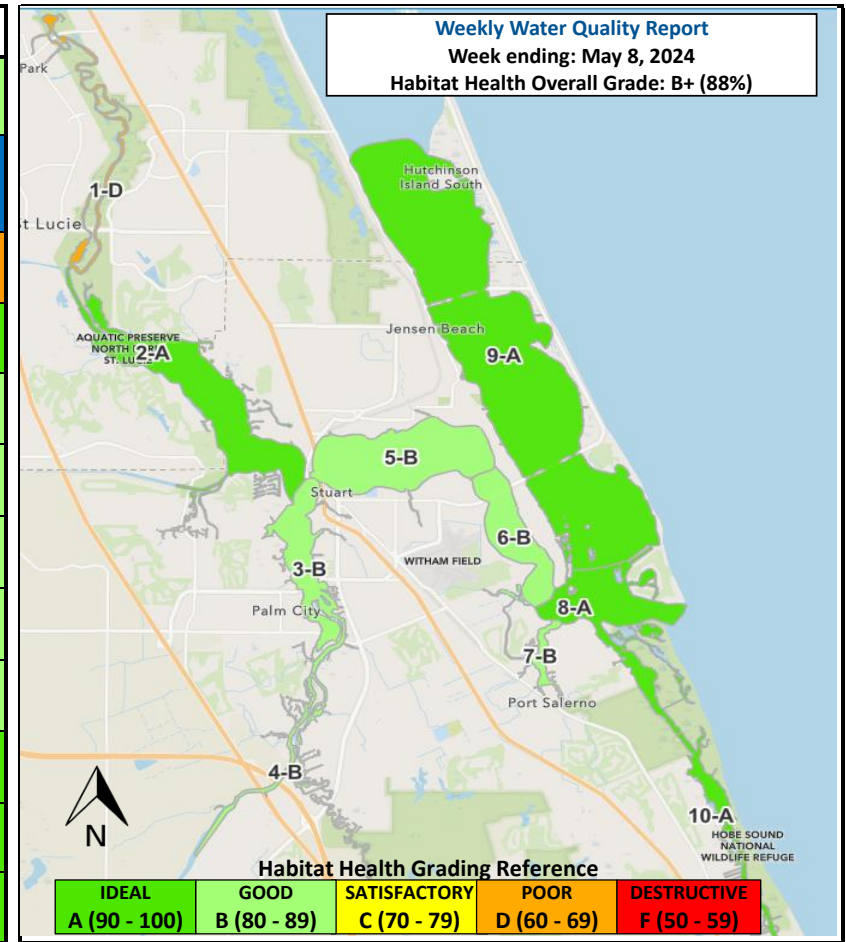 Weekly Water Quality Report
Week ending: May 8, 2024
Habitat Health Overall Grade: B+ (88%)
Park
Hutchinson
Island South
1-D
t Lucie
Jensen Beach
AQUATIC PRESERVE
NORTH
ST. LUCIE
2-A
9-A
5-B
Stuart
6-B
WITHAM FIELD
3-B
8-A
Palm City
7-B
Port Salerno
4-B
10-A
HOBE SOUND
NATIONAL
WILDLIFE REFUGE
N
Habitat Health Grading Reference
IDEAL GOOD SATISFACTORY POOR DESTRUCTIVE
A (90 - 100) B (80 - 89) C (70 - 79) D (60 - 69) F (50 - 59)